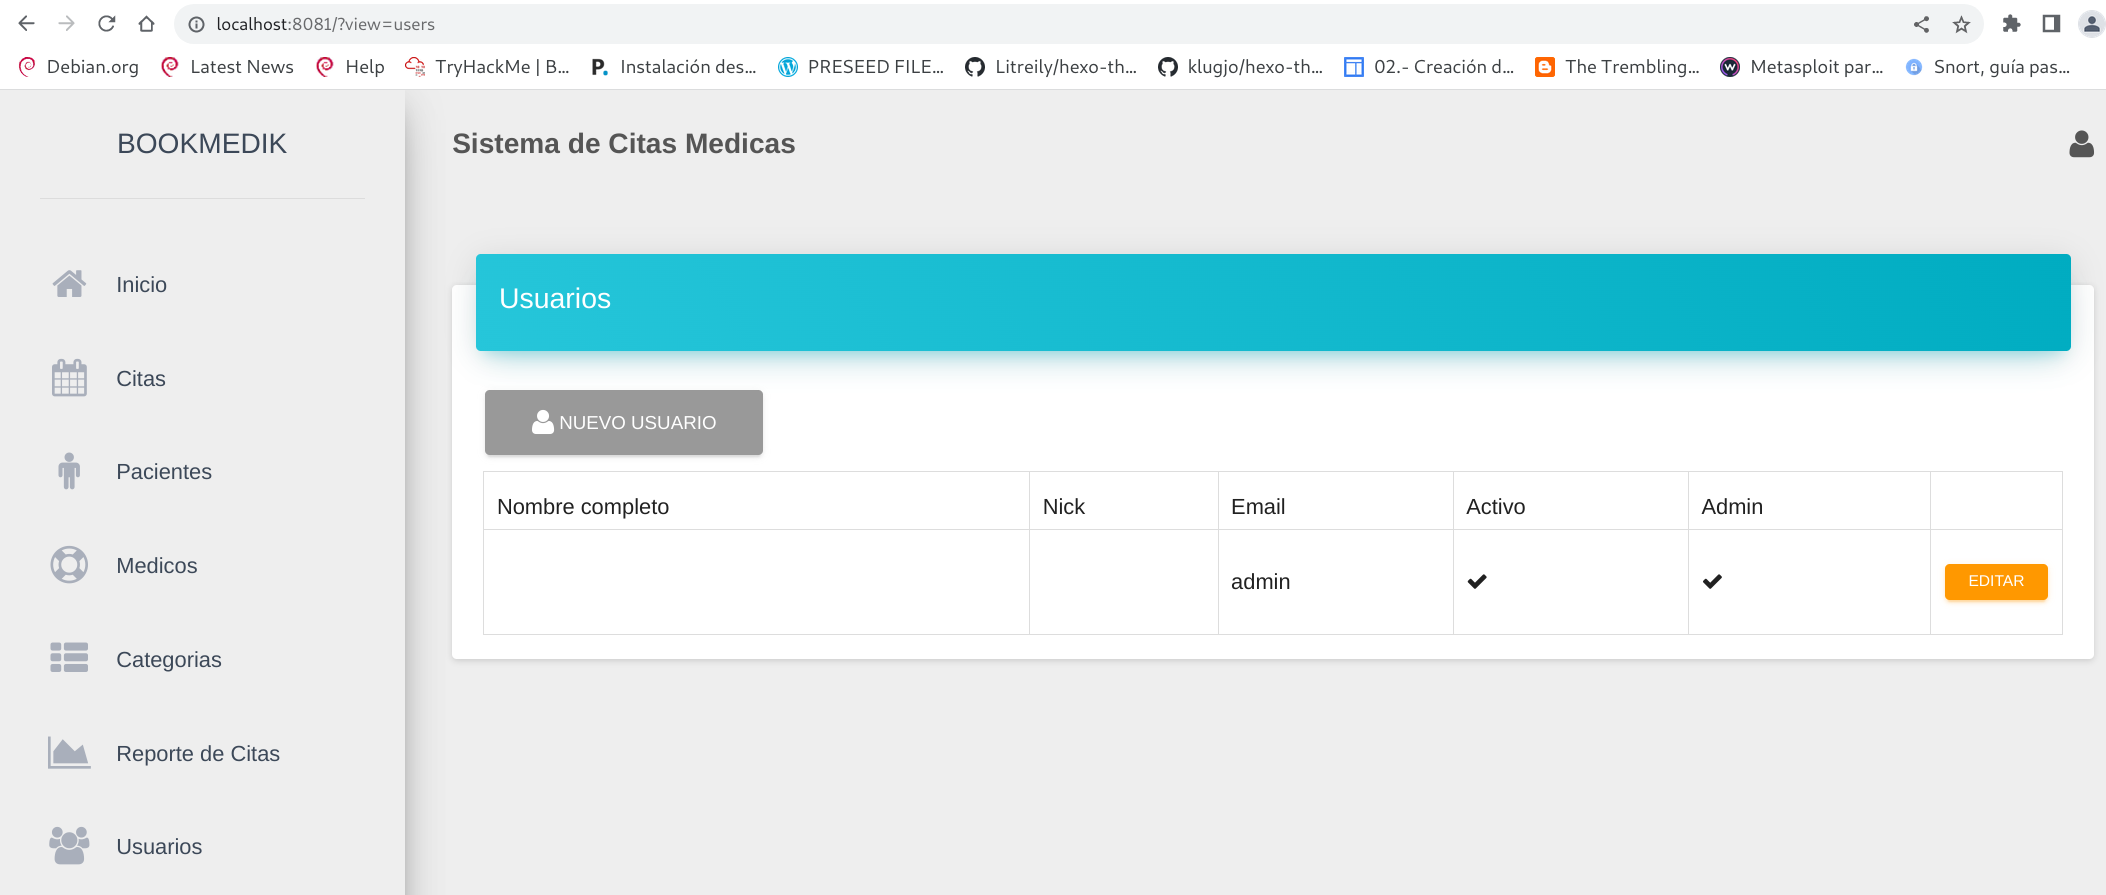 localhost:8081/?view=users
Debian.org Latest News Help TryHackMe | B... Instalación des... PRESEED FILE... Litreily/hexo-th... klugjo/hexo-th... 02.- Creación d... The Trembling... Metasploit par... Snort, guía pas...
BOOKMEDIK
Sistema de Citas Medicas
Inicio
Citas
Pacientes
Medicos
Categorias
Reporte de Citas
Usuarios
Usuarios
NUEVO USUARIO
Nombre completo Nick Email Activo Admin
admin EDITAR